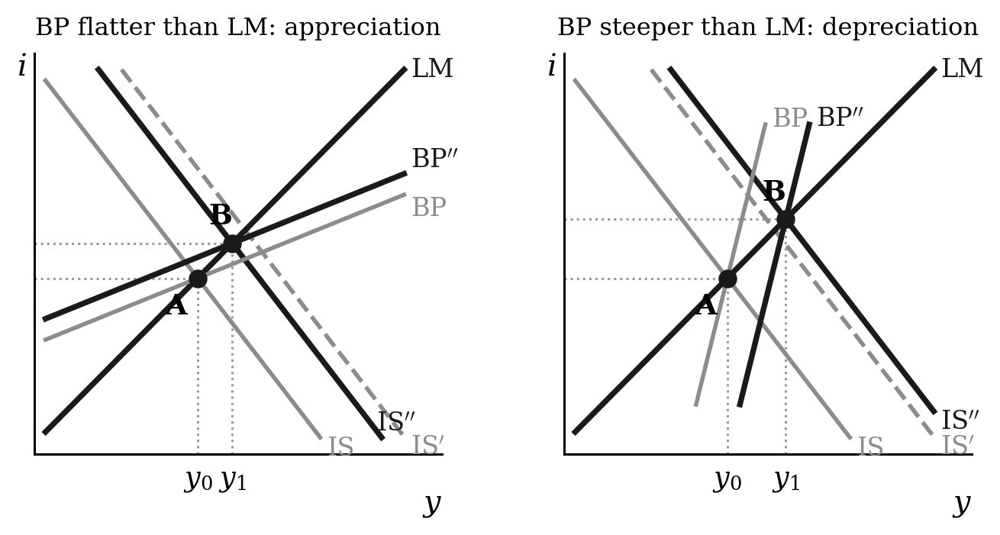 BP flatter than LM: appreciation
i
LM
BP″
BP
B
A
IS″
IS
IS′
y₀ y₁
y
BP steeper than LM: depreciation
i
LM
BP BP″
B
A
IS″
IS
IS′
y₀ y₁
y